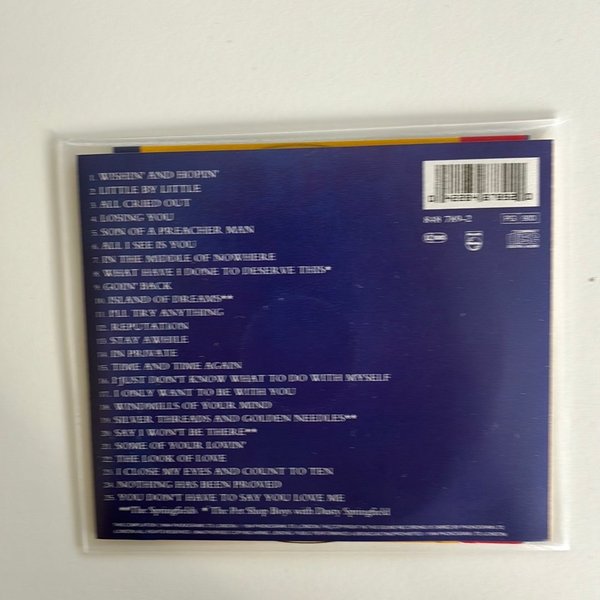 1. WISHIN' AND HOPIN'
2. LITTLE BY LITTLE
3. ALL CRIED OUT
4. LOSING YOU
5. SON OF A PREACHER MAN
6. ALL I SEE IS YOU
7. IN THE MIDDLE OF NOWHERE
8. WHAT HAVE I DONE TO DESERVE THIS*
9. GOIN' BACK
10. ISLAND OF DREAMS**
11. I'LL TRY ANYTHING
12. REPUTATION
13. STAY AWHILE
14. IN PRIVATE
15. TIME AND TIME AGAIN
16. I JUST DON'T KNOW WHAT TO DO WITH MYSELF
17. I ONLY WANT TO BE WITH YOU
18. WINDMILLS OF YOUR MIND
19. SILVER THREADS AND GOLDEN NEEDLES**
20. SAY I WON'T BE THERE**
21. SOME OF YOUR LOVIN'
22. THE LOOK OF LOVE
23. I CLOSE MY EYES AND COUNT TO TEN
24. NOTHING HAS BEEN PROVED
25. YOU DON'T HAVE TO SAY YOU LOVE ME
**The Springfields * The Pet Shop Boys with Dusty Springfield
848 789-2
PG 900